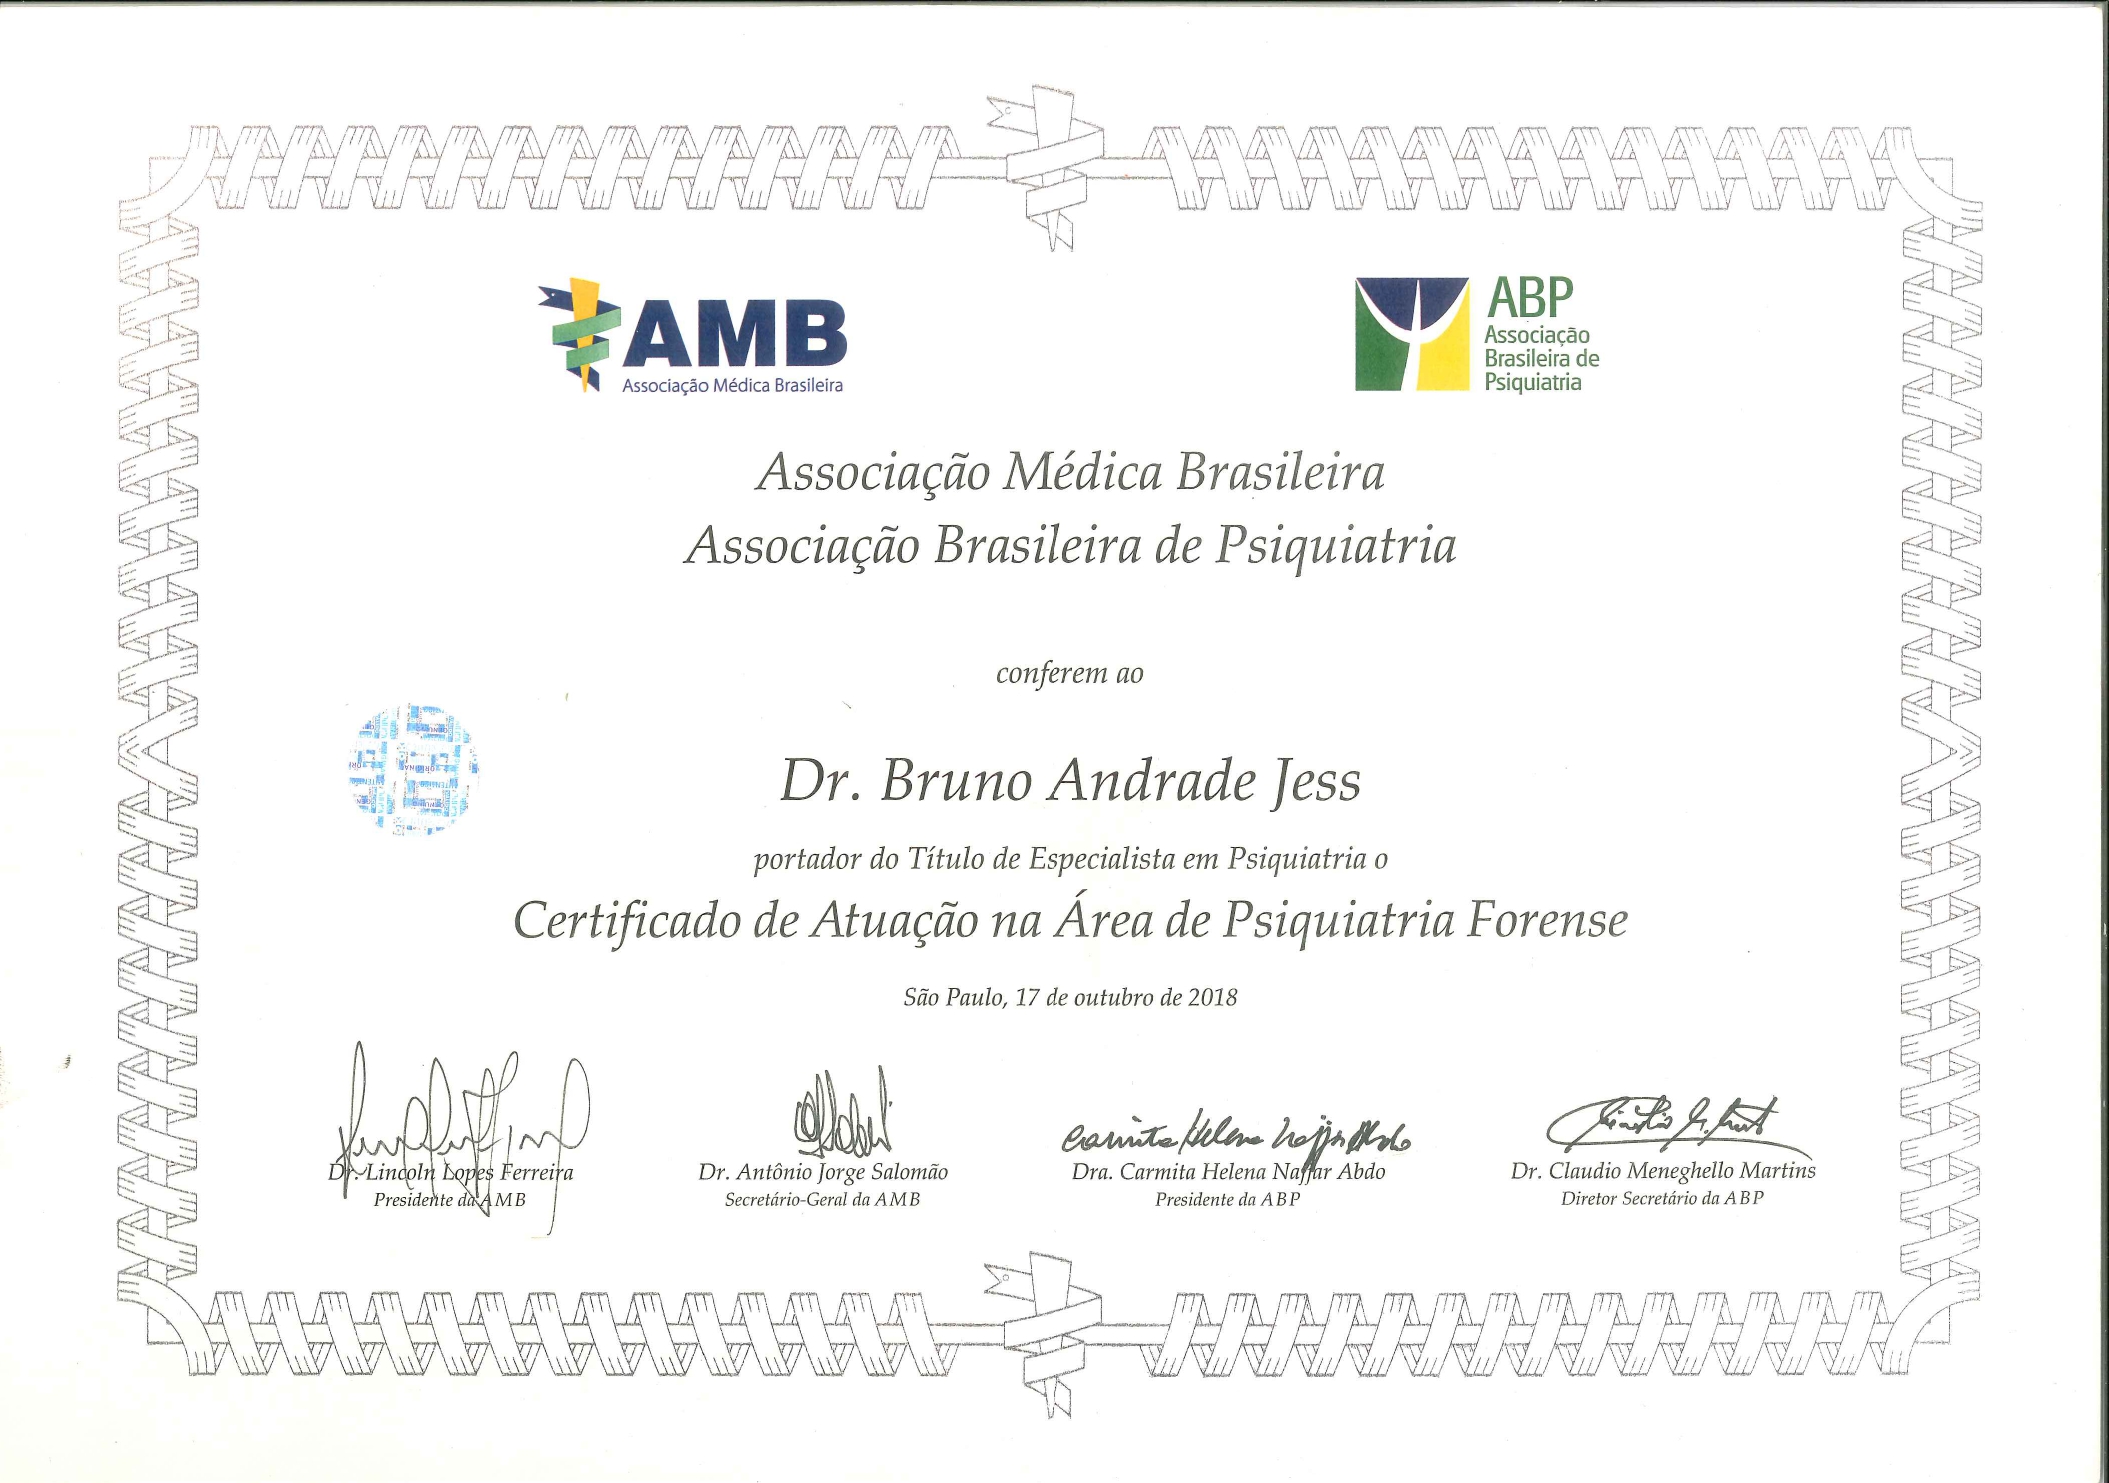 AMB
Associação Médica Brasileira
ABP
Associação
Brasileira de
Psiquiatria
Associação Médica Brasileira
Associação Brasileira de Psiquiatria
conferem ao
Dr. Bruno Andrade Jess
portador do Título de Especialista em Psiquiatria o
Certificado de Atuação na Área de Psiquiatria Forense
São Paulo, 17 de outubro de 2018
Dr. Lincoln Lopes Ferreira
Presidente da AMB
Dr. Antônio Jorge Salomão
Secretário-Geral da AMB
Carmita Helena Naffar Abdo
Dra. Carmita Helena Naffar Abdo
Presidente da ABP
Dr. Claudio Meneghello Martins
Diretor Secretário da ABP